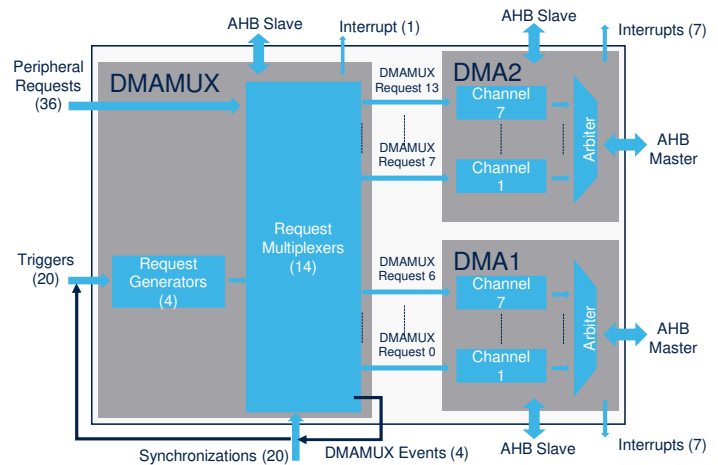 AHB Slave
Interrupt (1)
AHB Slave
Interrupts (7)
Peripheral
Requests
(36)
DMAMUX
DMAMUX
Request 13
DMA2
Channel
7
DMAMUX
Request 7
Channel
1
Arbiter
AHB
Master
Triggers
(20)
Request
Generators
(4)
Request
Multiplexers
(14)
DMAMUX
Request 6
DMA1
Channel
7
DMAMUX
Request 0
Channel
1
Arbiter
AHB
Master
Synchronizations (20)
DMAMUX Events (4)
AHB Slave
Interrupts (7)